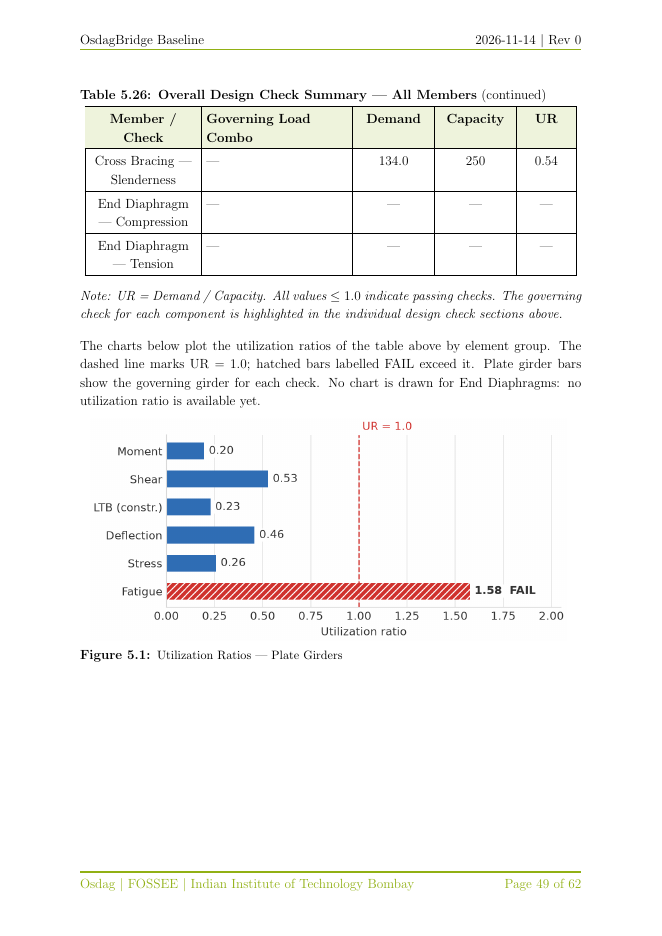 OsdagBridge Baseline 2026-11-14 | Rev 0
Table 5.26: Overall Design Check Summary — All Members (continued)
Member / Check Governing Load Combo Demand Capacity UR
Cross Bracing — Slenderness — 134.0 250 0.54
End Diaphragm — Compression — — — —
End Diaphragm — Tension — — — —
Note: UR = Demand / Capacity. All values ≤ 1.0 indicate passing checks. The governing
check for each component is highlighted in the individual design check sections above.
The charts below plot the utilization ratios of the table above by element group. The
dashed line marks UR = 1.0; hatched bars labelled FAIL exceed it. Plate girder bars
show the governing girder for each check. No chart is drawn for End Diaphragms: no
utilization ratio is available yet.
UR = 1.0
Moment 0.20
Shear 0.53
LTB (constr.) 0.23
Deflection 0.46
Stress 0.26
Fatigue 1.58 FAIL
0.00 0.25 0.50 0.75 1.00 1.25 1.50 1.75 2.00
Utilization ratio
Figure 5.1: Utilization Ratios — Plate Girders
Osdag | FOSSEE | Indian Institute of Technology Bombay Page 49 of 62